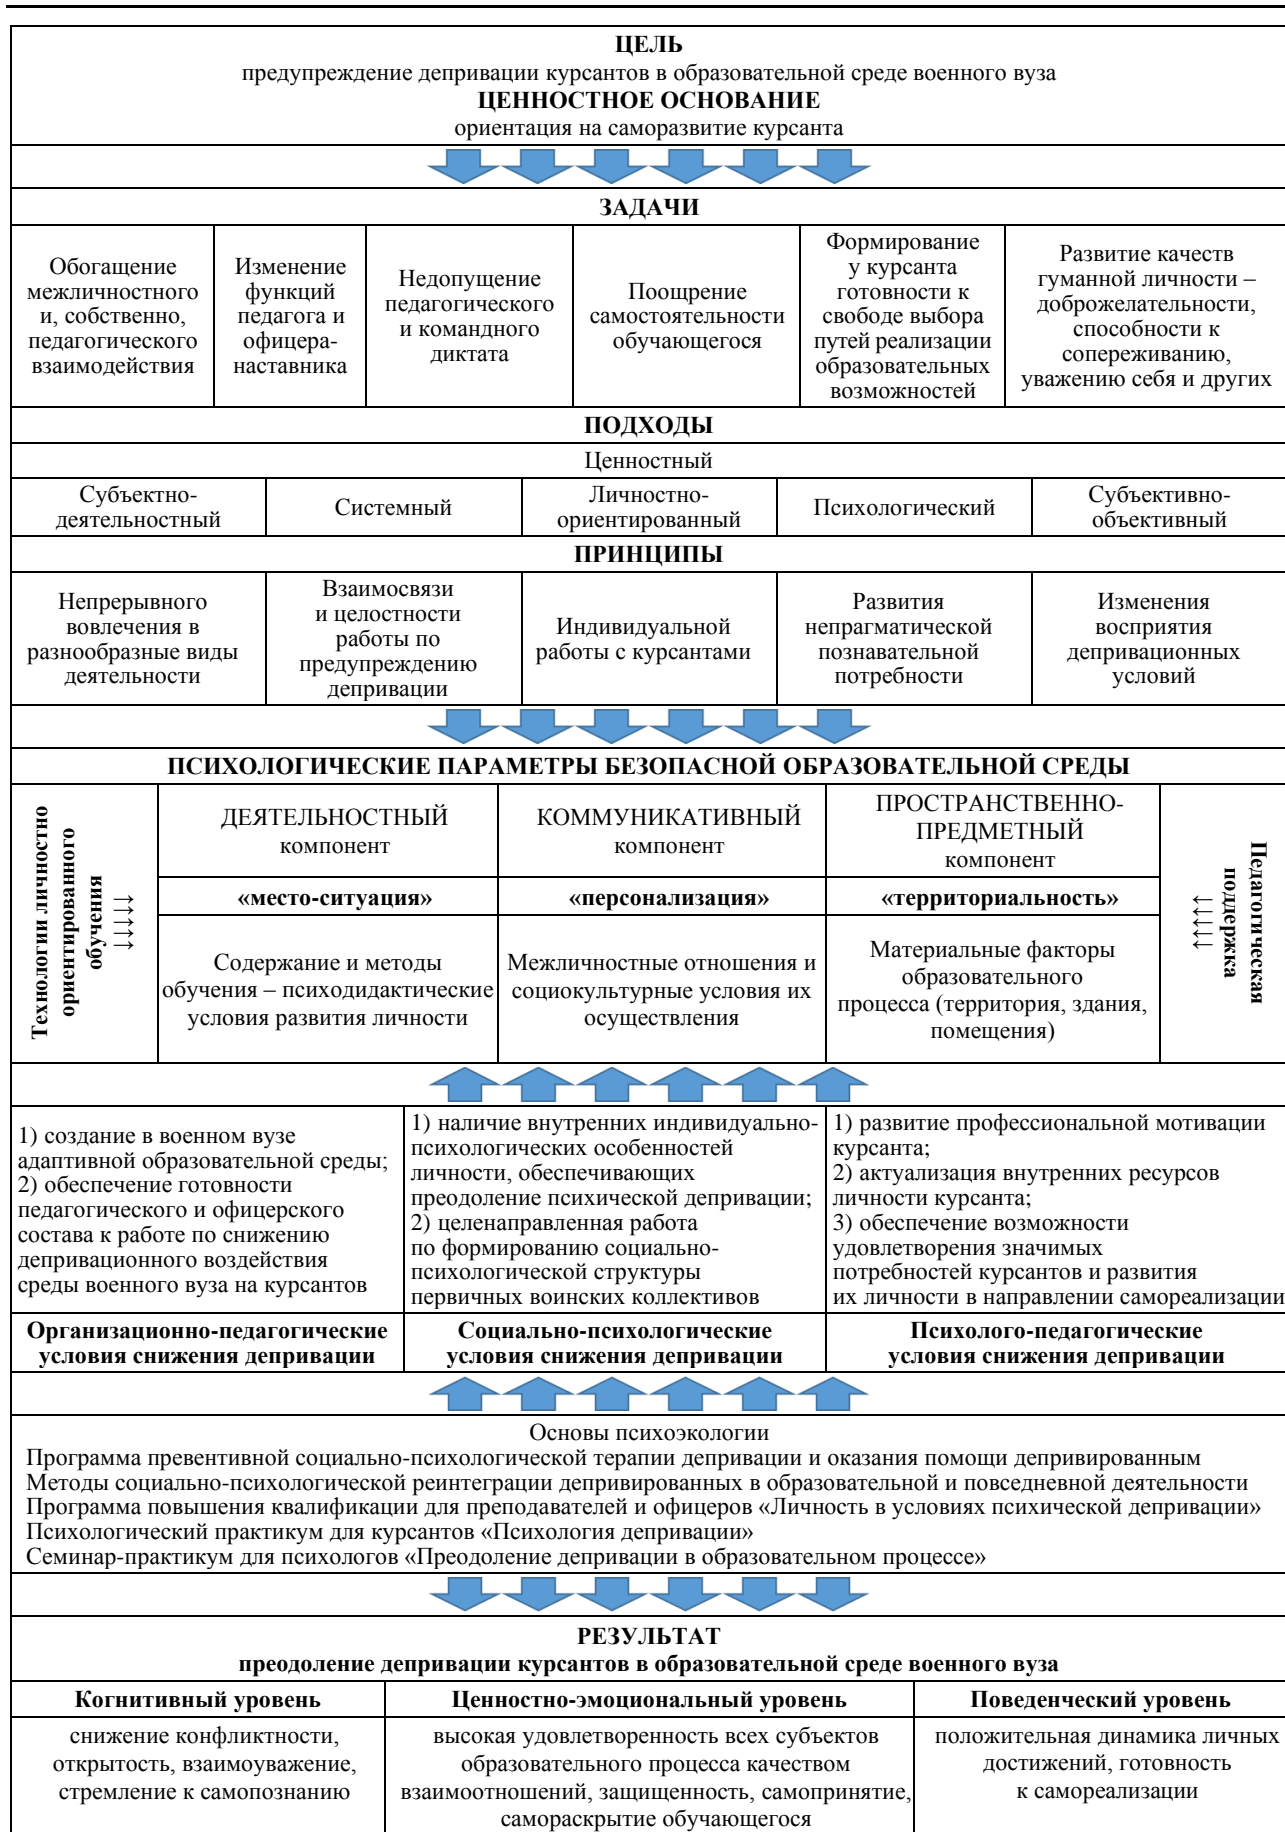 ЦЕЛЬ
предупреждение депривации курсантов в образовательной среде военного вуза
ЦЕННОСТНОЕ ОСНОВАНИЕ
ориентация на саморазвитие курсанта
ЗАДАЧИ
Обогащение
межличностного
и, собственно,
педагогического
взаимодействия
Изменение
функций
педагога и
офицера-
наставника
Недопущение
педагогического
и командного
диктата
Поощрение
самостоятельности
обучающегося
Формирование
у курсанта
готовности к
свободе выбора
путей реализации
образовательных
возможностей
Развитие качеств
гуманной личности –
доброжелательности,
способности к
сопереживанию,
уважению себя и других
ПОДХОДЫ
Ценностный
Субъектно-
деятельностный
Системный
Личностно-
ориентированный
Психологический
Субъективно-
объективный
ПРИНЦИПЫ
Непрерывного
вовлечения в
разнообразные виды
деятельности
Взаимосвязи
и целостности
работы по
предупреждению
депривации
Индивидуальной
работы с курсантами
Развития
непрагматической
познавательной
потребности
Изменения
восприятия
депривационных
условий
ПСИХОЛОГИЧЕСКИЕ ПАРАМЕТРЫ БЕЗОПАСНОЙ ОБРАЗОВАТЕЛЬНОЙ СРЕДЫ
Технологии личностно
ориентированного
обучения
↑↑↑↑↑
ДЕЯТЕЛЬНОСТНЫЙ
компонент
«место-ситуация»
Содержание и методы
обучения – психодидактические
условия развития личности
КОММУНИКАТИВНЫЙ
компонент
«персонализация»
Межличностные отношения и
социокультурные условия их
осуществления
ПРОСТРАНСТВЕННО-
ПРЕДМЕТНЫЙ
компонент
«территориальность»
Материальные факторы
образовательного
процесса (территория, здания,
помещения)
Педагогическая
поддержка
↑↑↑↑↑
1) создание в военном вузе
адаптивной образовательной среды;
2) обеспечение готовности
педагогического и офицерского
состава к работе по снижению
депривационного воздействия
среды военного вуза на курсантов
1) наличие внутренних индивидуально-
психологических особенностей
личности, обеспечивающих
преодоление психической депривации;
2) целенаправленная работа
по формированию социально-
психологической структуры
первичных воинских коллективов
1) развитие профессиональной мотивации
курсанта;
2) актуализация внутренних ресурсов
личности курсанта;
3) обеспечение возможности
удовлетворения значимых
потребностей курсантов и развития
их личности в направлении самореализации
Организационно-педагогические
условия снижения депривации
Социально-психологические
условия снижения депривации
Психолого-педагогические
условия снижения депривации
Основы психоэкологии
Программа превентивной социально-психологической терапии депривации и оказания помощи депривированным
Методы социально-психологической реинтеграции депривированных в образовательной и повседневной деятельности
Программа повышения квалификации для преподавателей и офицеров «Личность в условиях психической депривации»
Психологический практикум для курсантов «Психология депривации»
Семинар-практикум для психологов «Преодоление депривации в образовательном процессе»
РЕЗУЛЬТАТ
преодоление депривации курсантов в образовательной среде военного вуза
Когнитивный уровень
снижение конфликтности,
открытость, взаимоуважение,
стремление к самопознанию
Ценностно-эмоциональный уровень
высокая удовлетворенность всех субъектов
образовательного процесса качеством
взаимоотношений, защищенность, самопринятие,
самораскрытие обучающегося
Поведенческий уровень
положительная динамика личных
достижений, готовность
к самореализации